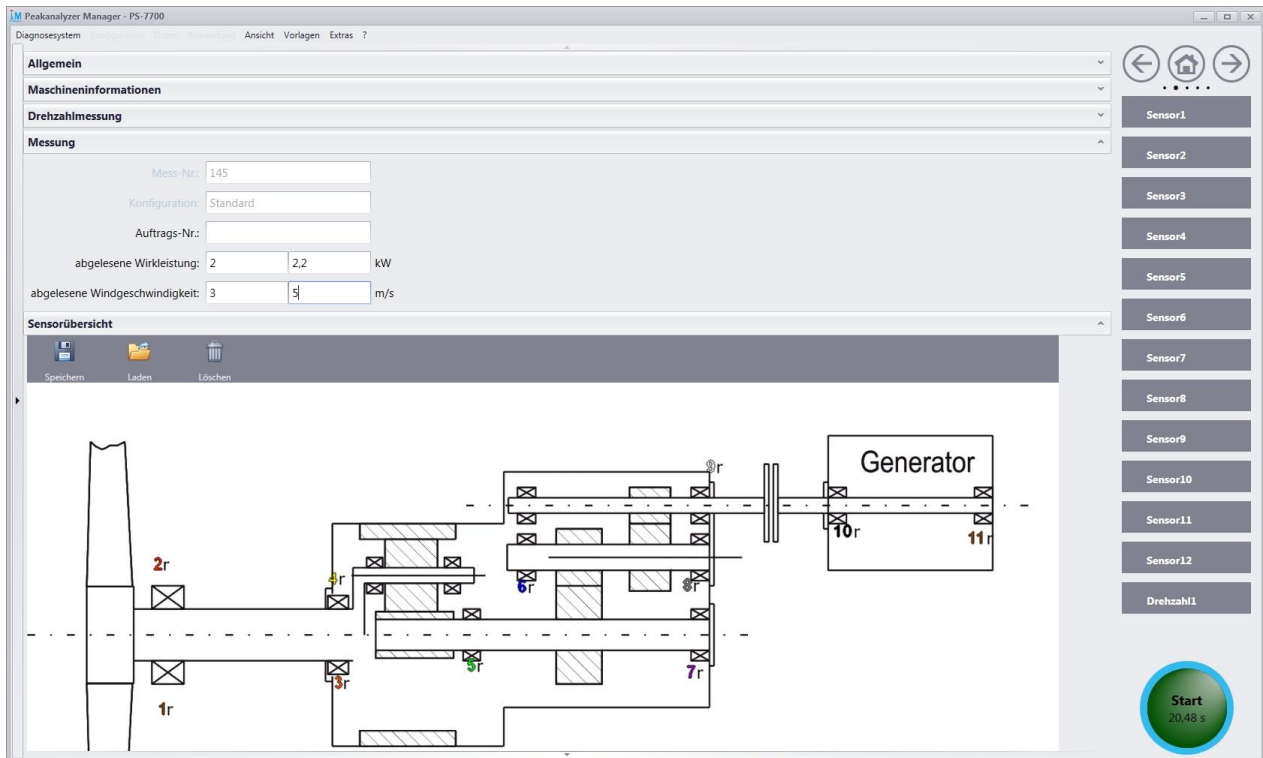 Peakanalyzer Manager - PS-7700
Diagnosesystem Konfiguration Daten Auswertung Ansicht Vorlagen Extras ?
Allgemein
Maschineninformationen
Drehzahlmessung
Messung
Mess-Nr.: 145
Konfiguration: Standard
Auftrags-Nr.:
abgelesene Wirkleistung: 2 2,2 kW
abgelesene Windgeschwindigkeit: 3 5 m/s
Sensorübersicht
Speichern Laden Löschen
Generator
9r
10r
11r
2r
4r
6r
8r
3r
5r
7r
1r
Sensor1
Sensor2
Sensor3
Sensor4
Sensor5
Sensor6
Sensor7
Sensor8
Sensor9
Sensor10
Sensor11
Sensor12
Drehzahl1
Start
20,48 s